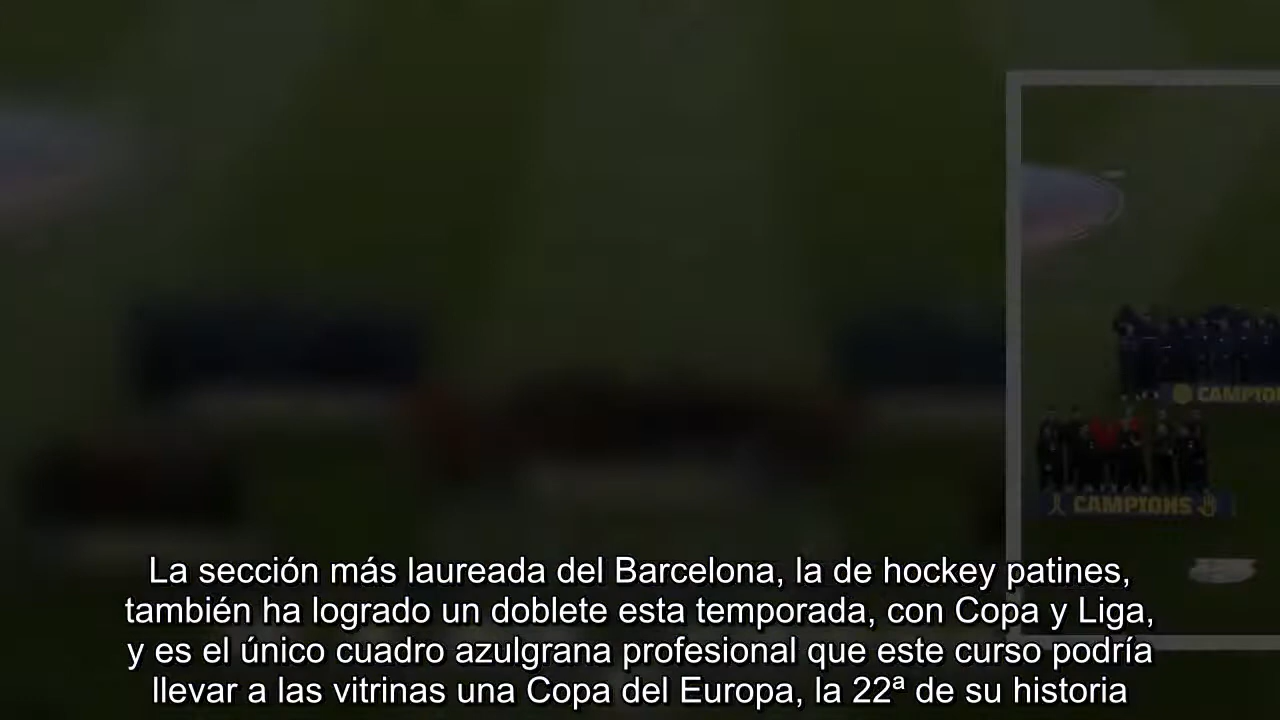 CAMPIO
CAMPIONS
La sección más laureada del Barcelona, la de hockey patines,
también ha logrado un doblete esta temporada, con Copa y Liga,
y es el único cuadro azulgrana profesional que este curso podría
llevar a las vitrinas una Copa del Europa, la 22ª de su historia